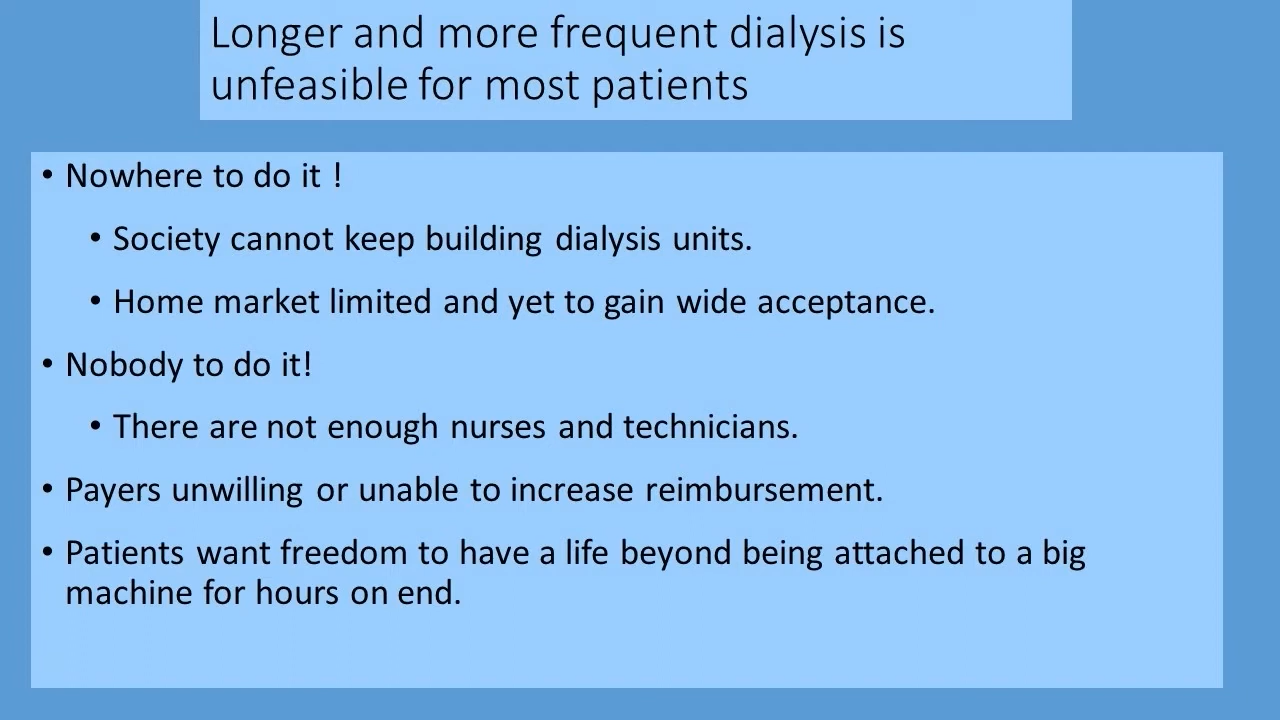 Longer and more frequent dialysis is
unfeasible for most patients
• Nowhere to do it !
• Society cannot keep building dialysis units.
• Home market limited and yet to gain wide acceptance.
• Nobody to do it!
• There are not enough nurses and technicians.
• Payers unwilling or unable to increase reimbursement.
• Patients want freedom to have a life beyond being attached to a big
machine for hours on end.